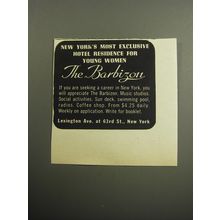 NEW YORK'S MOST EXCLUSIVE
HOTEL RESIDENCE FOR
YOUNG WOMEN
The Barbizon
If you are seeking a career in New York, you
will appreciate The Barbizon. Music studios.
Social activities. Sun deck, swimming pool,
radios. Coffee shop. From $4.25 daily
Weekly on application. Write for booklet.
Lexington Ave. at 63rd St., New York